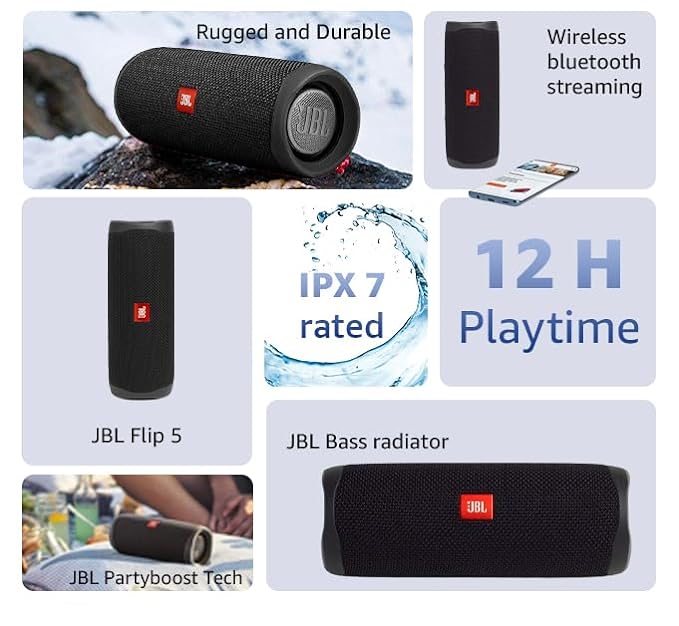 Rugged and Durable
JBL
JBL
Wireless
bluetooth
streaming
JBL
JBL
JBL Flip 5
IPX 7
rated
12 H
Playtime
JBL Bass radiator
JBL
JBL
JBL Partyboost Tech